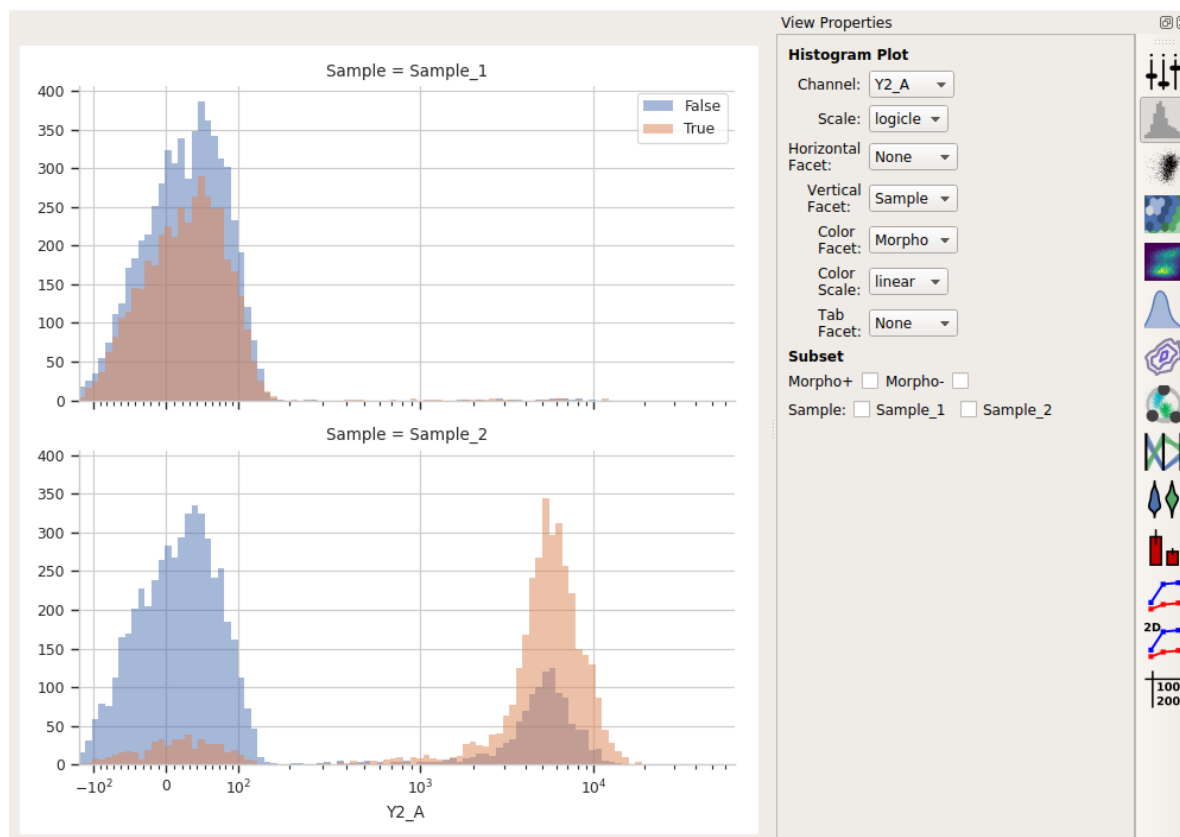 View Properties
Sample = Sample_1
400
350
300
250
200
150
100
50
0
False
True
Sample = Sample_2
400
350
300
250
200
150
100
50
0
−10²
0
10²
10³
10⁴
Y2_A
Histogram Plot
Channel: Y2_A
Scale: logicle
Horizontal Facet: None
Vertical Facet: Sample
Color Facet: Morpho
Color Scale: linear
Tab Facet: None
Subset
Morpho+ Morpho-
Sample: Sample_1 Sample_2
2D
100
200